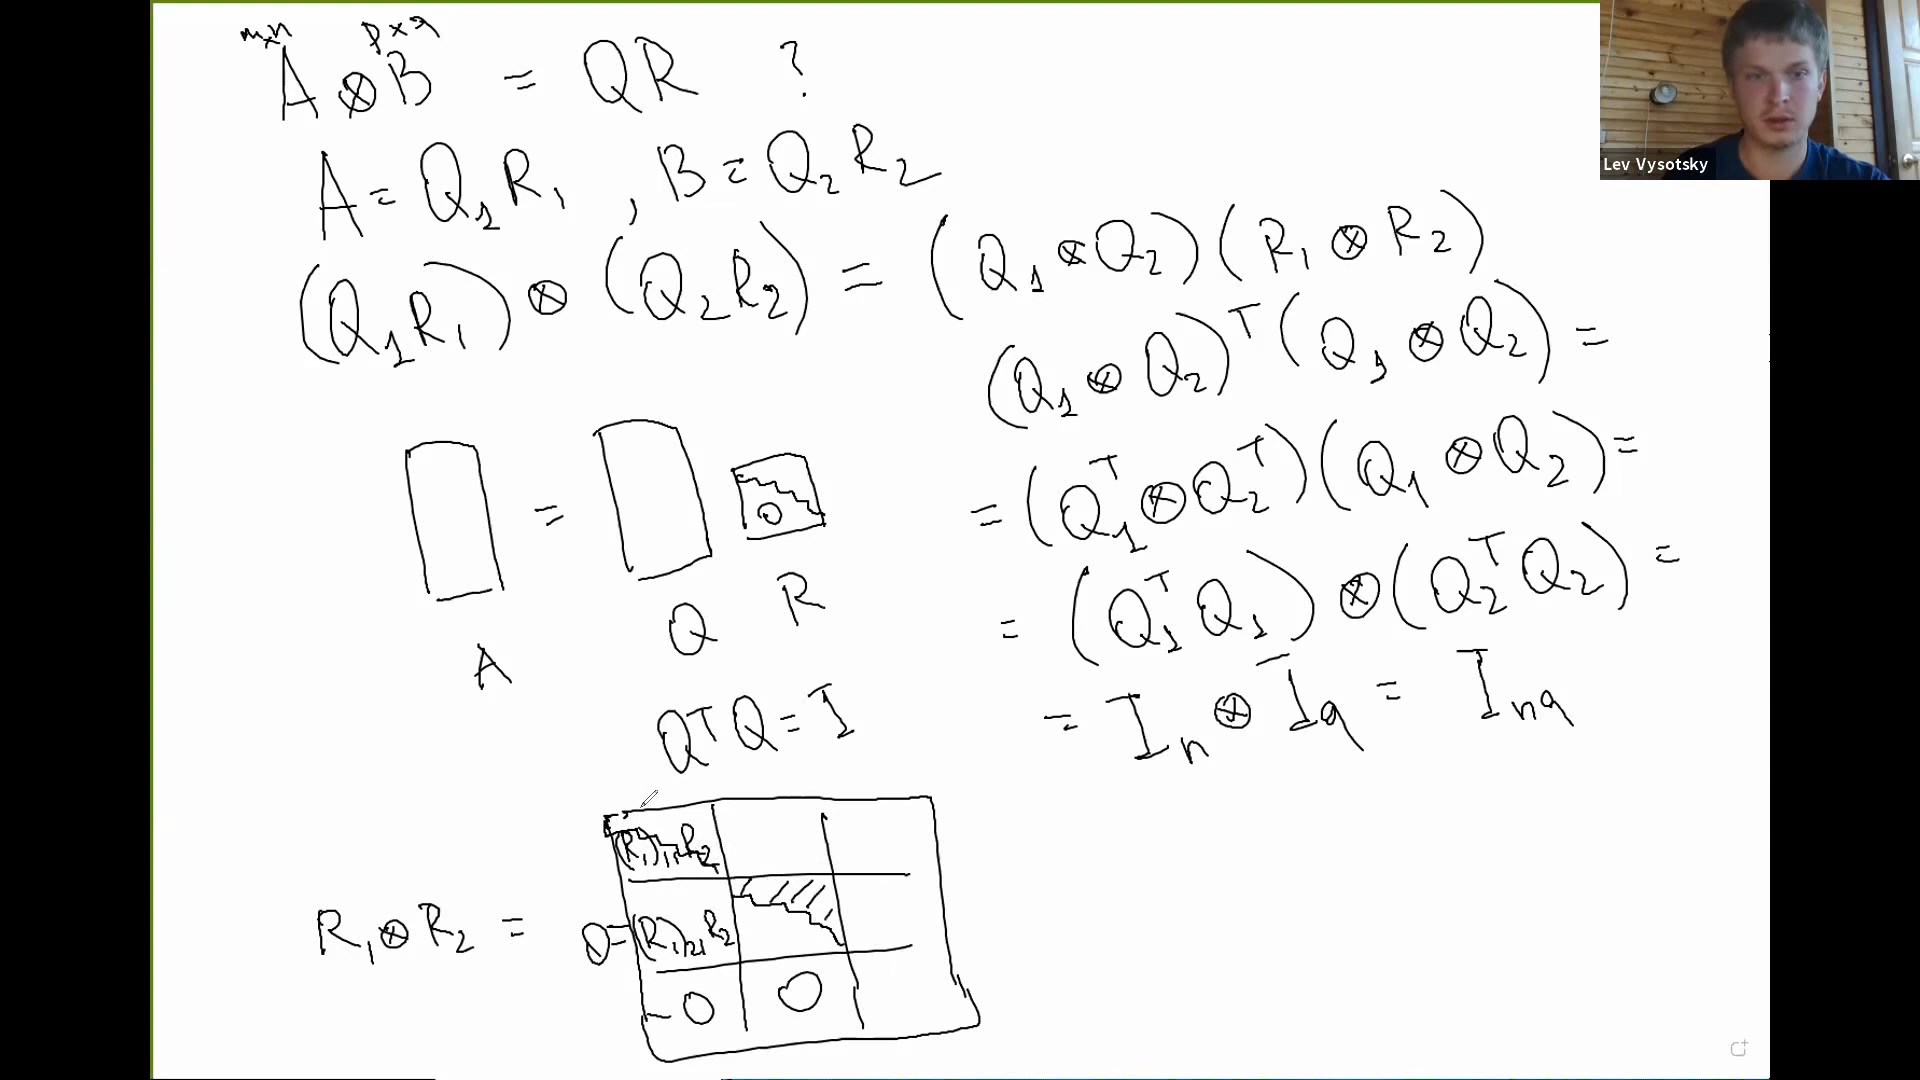 m×n p×q
A ⊗ B = QR ?
A = Q₁R₁ , B = Q₂R₂
(Q₁R₁) ⊗ (Q₂R₂) = (Q₁ ⊗ Q₂)(R₁ ⊗ R₂)
(Q₁ ⊗ Q₂)ᵀ(Q₁ ⊗ Q₂) =
= (Q₁ᵀ ⊗ Q₂ᵀ)(Q₁ ⊗ Q₂) =
= (Q₁ᵀQ₁) ⊗ (Q₂ᵀQ₂) =
= Iₙ ⊗ I_q = I_nq
= 0
A Q R
QᵀQ = I
R₁ ⊗ R₂ =
(R₁)₁₁R₂
0 = (R₁)₂₁R₂
0 0
Lev Vysotsky